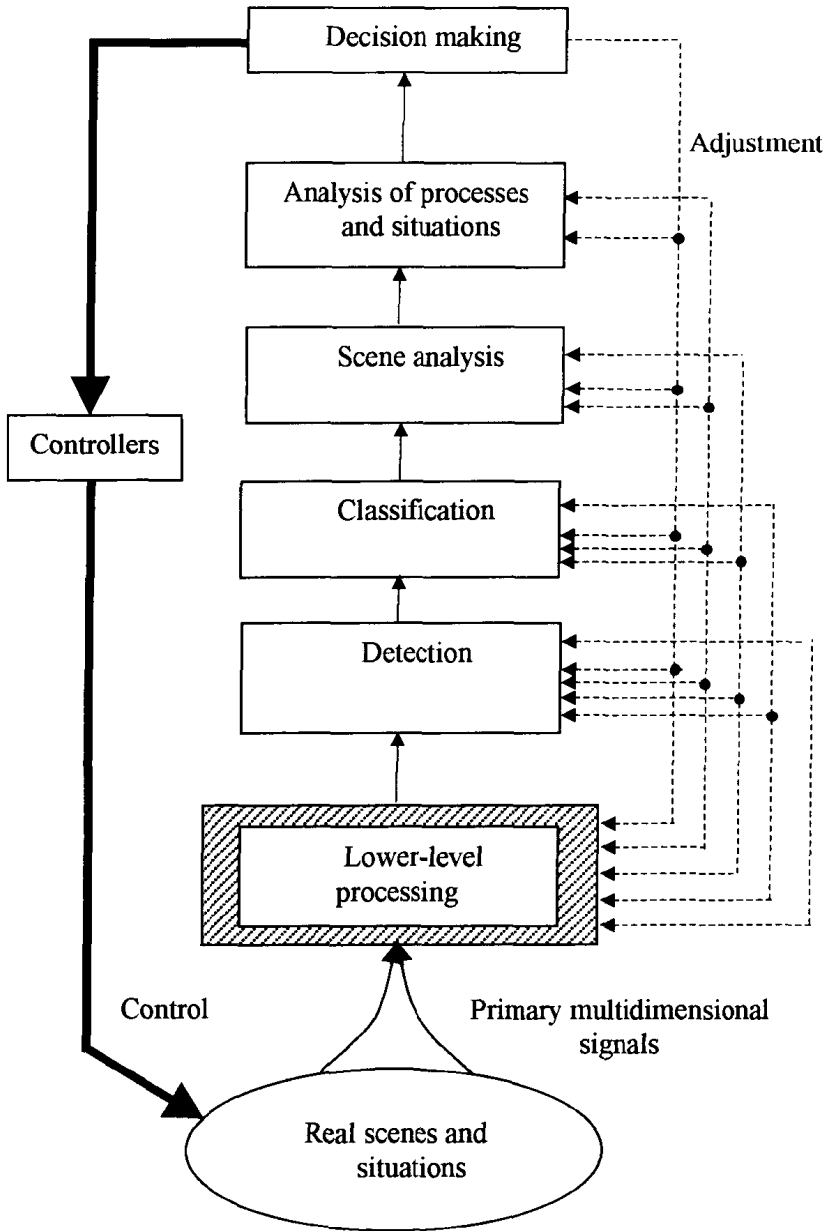 Decision making
Adjustment
Analysis of processes
and situations
Scene analysis
Controllers
Classification
Detection
Lower-level
processing
Control
Primary multidimensional
signals
Real scenes and
situations